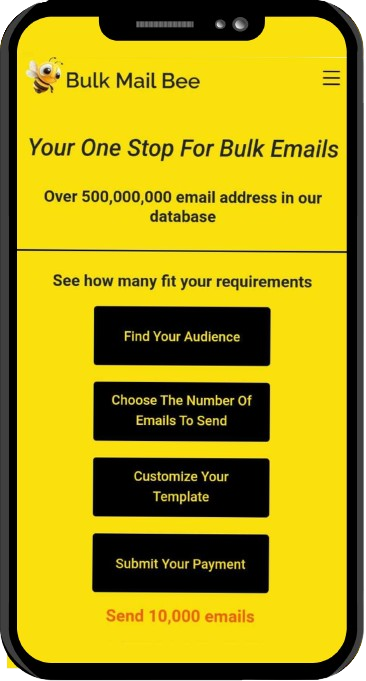 Bulk Mail Bee
Your One Stop For Bulk Emails
Over 500,000,000 email address in our
database
See how many fit your requirements
Find Your Audience
Choose The Number Of
Emails To Send
Customize Your
Template
Submit Your Payment
Send 10,000 emails